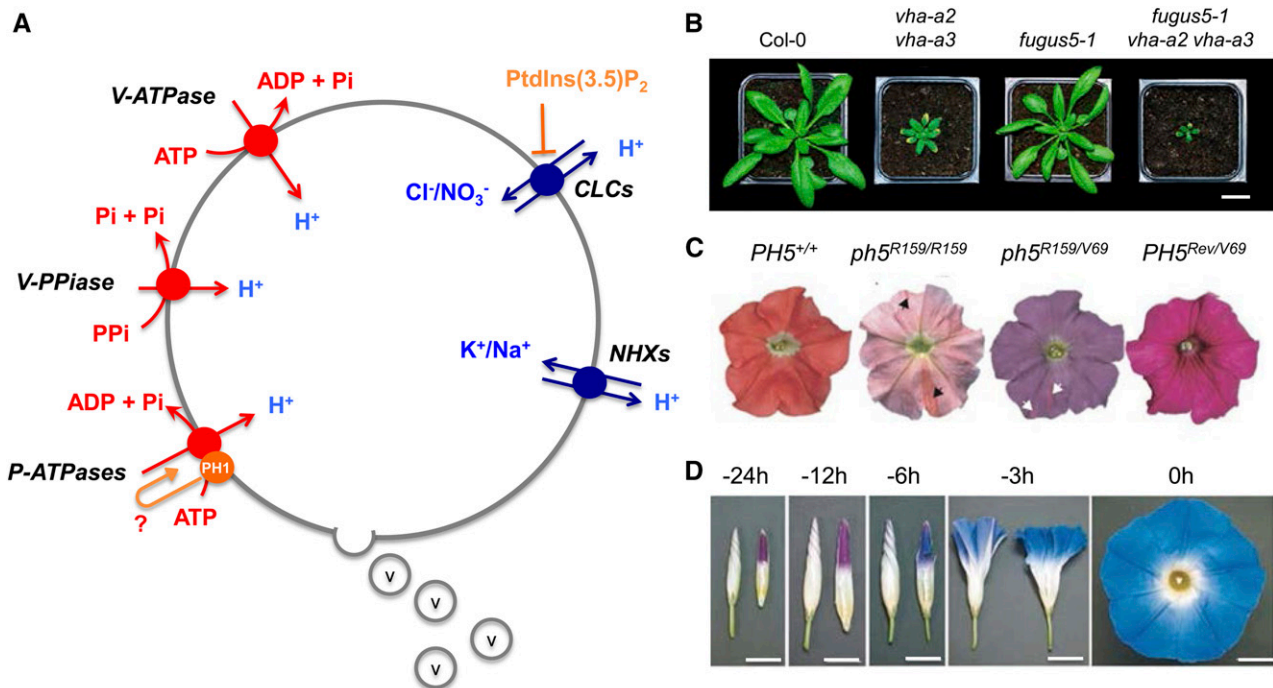 A
V-ATPase
ADP + Pi
ATP
H⁺
PtdIns(3.5)P₂
H⁺
Cl⁻/NO₃⁻
CLCs
Pi + Pi
V-PPiase
H⁺
PPi
K⁺/Na⁺
NHXs
H⁺
ADP + Pi
H⁺
P-ATPases
PH1
?
ATP
V
V
V
V
B
Col-0
vha-a2
vha-a3
fugus5-1
fugus5-1
vha-a2 vha-a3
C
PH5⁺/⁺
ph5ᴿ¹⁵⁹/ᴿ¹⁵⁹
ph5ᴿ¹⁵⁹/ⱽ⁶⁹
PH5ᴿᵉᵛ/ⱽ⁶⁹
D
-24h
-12h
-6h
-3h
0h